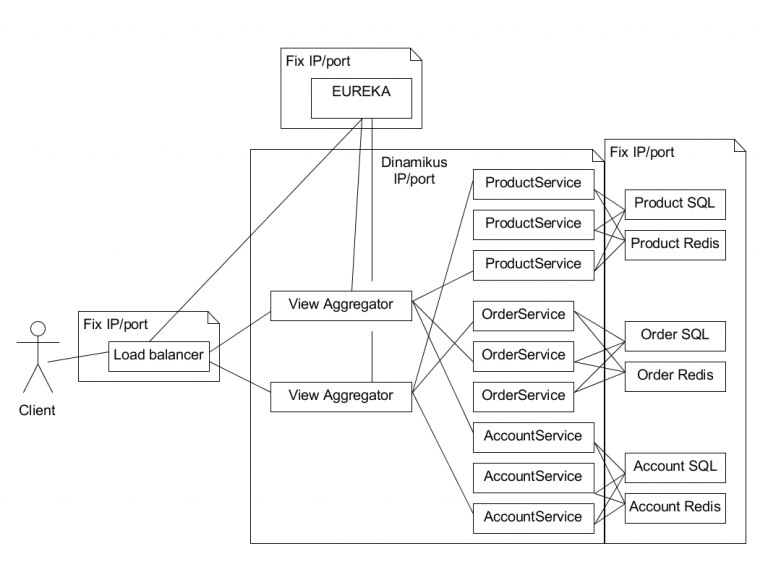 Fix IP/port
EUREKA
Dinamikus
IP/port
Fix IP/port
ProductService
ProductService
ProductService
Product SQL
Product Redis
View Aggregator
OrderService
OrderService
OrderService
Order SQL
Order Redis
Fix IP/port
Load balancer
Client
View Aggregator
AccountService
AccountService
AccountService
Account SQL
Account Redis